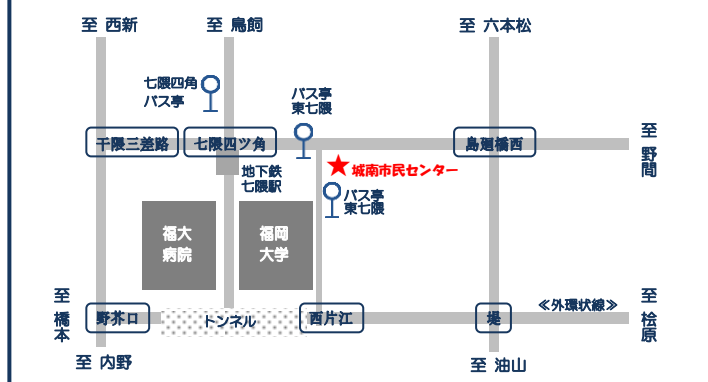 至 西新
至 鳥飼
至 六本松
七隈四角
バス亭
バス亭
東七隈
干隈三差路
七隈四ツ角
島廻橋西
至
野
間
地下鉄
七隈駅
城南市民センター
バス亭
東七隈
福大
病院
福岡
大学
至
橋
本
野芥口
トンネル
西片江
堤
≪外環状線≫
至
桧
原
至 内野
至 油山